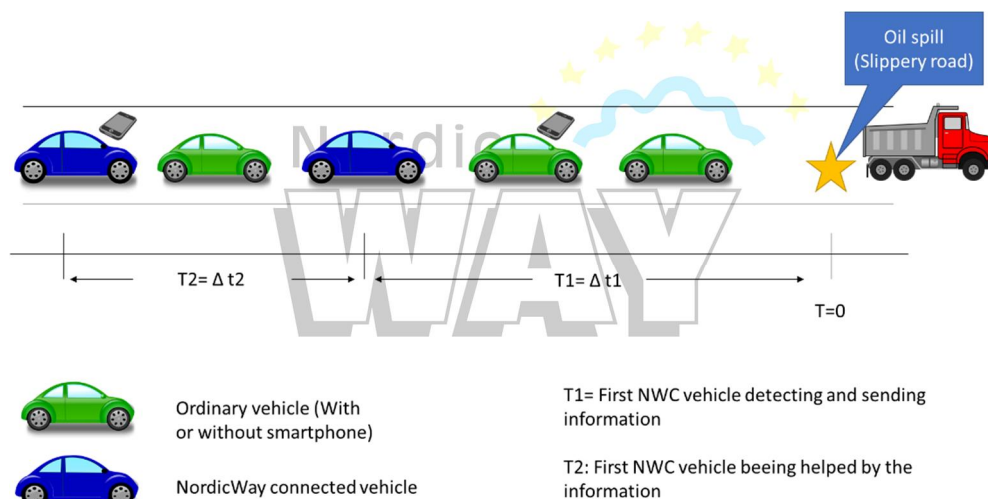 Oil spill
(Slippery road)
Nordic
WAY
T2= Δ t2
T1= Δ t1
T=0
Ordinary vehicle (With
or without smartphone)
NordicWay connected vehicle
T1= First NWC vehicle detecting and sending
information
T2: First NWC vehicle beeing helped by the
information